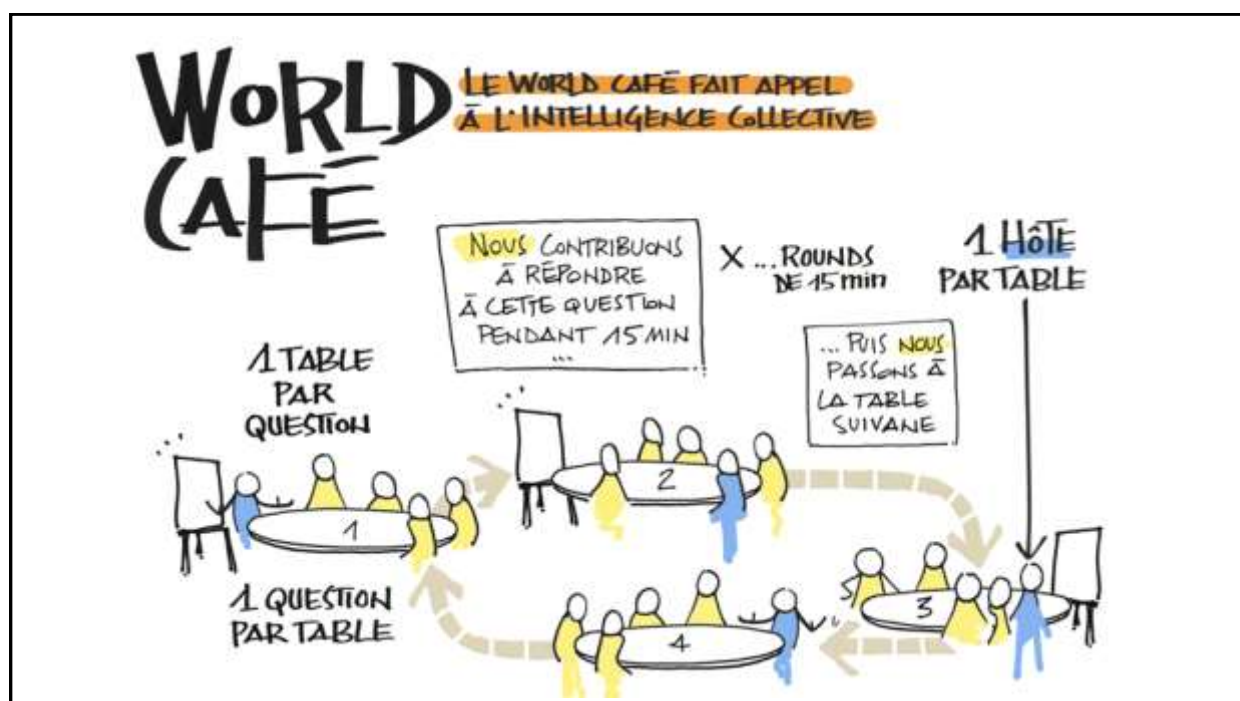 WORLD
CAFÉ
LE WORLD CAFÉ FAIT APPEL
À L'INTELLIGENCE COLLECTIVE
NOUS CONTRIBUONS
À RÉPONDRE
À CETTE QUESTION
PENDANT 15 MIN
...
X ... ROUNDS
DE 15 min
1 HÔTE
PAR TABLE
... PUIS NOUS
PASSONS À
LA TABLE
SUIVANE
1 TABLE
PAR
QUESTION
1
2
3
4
1 QUESTION
PAR TABLE